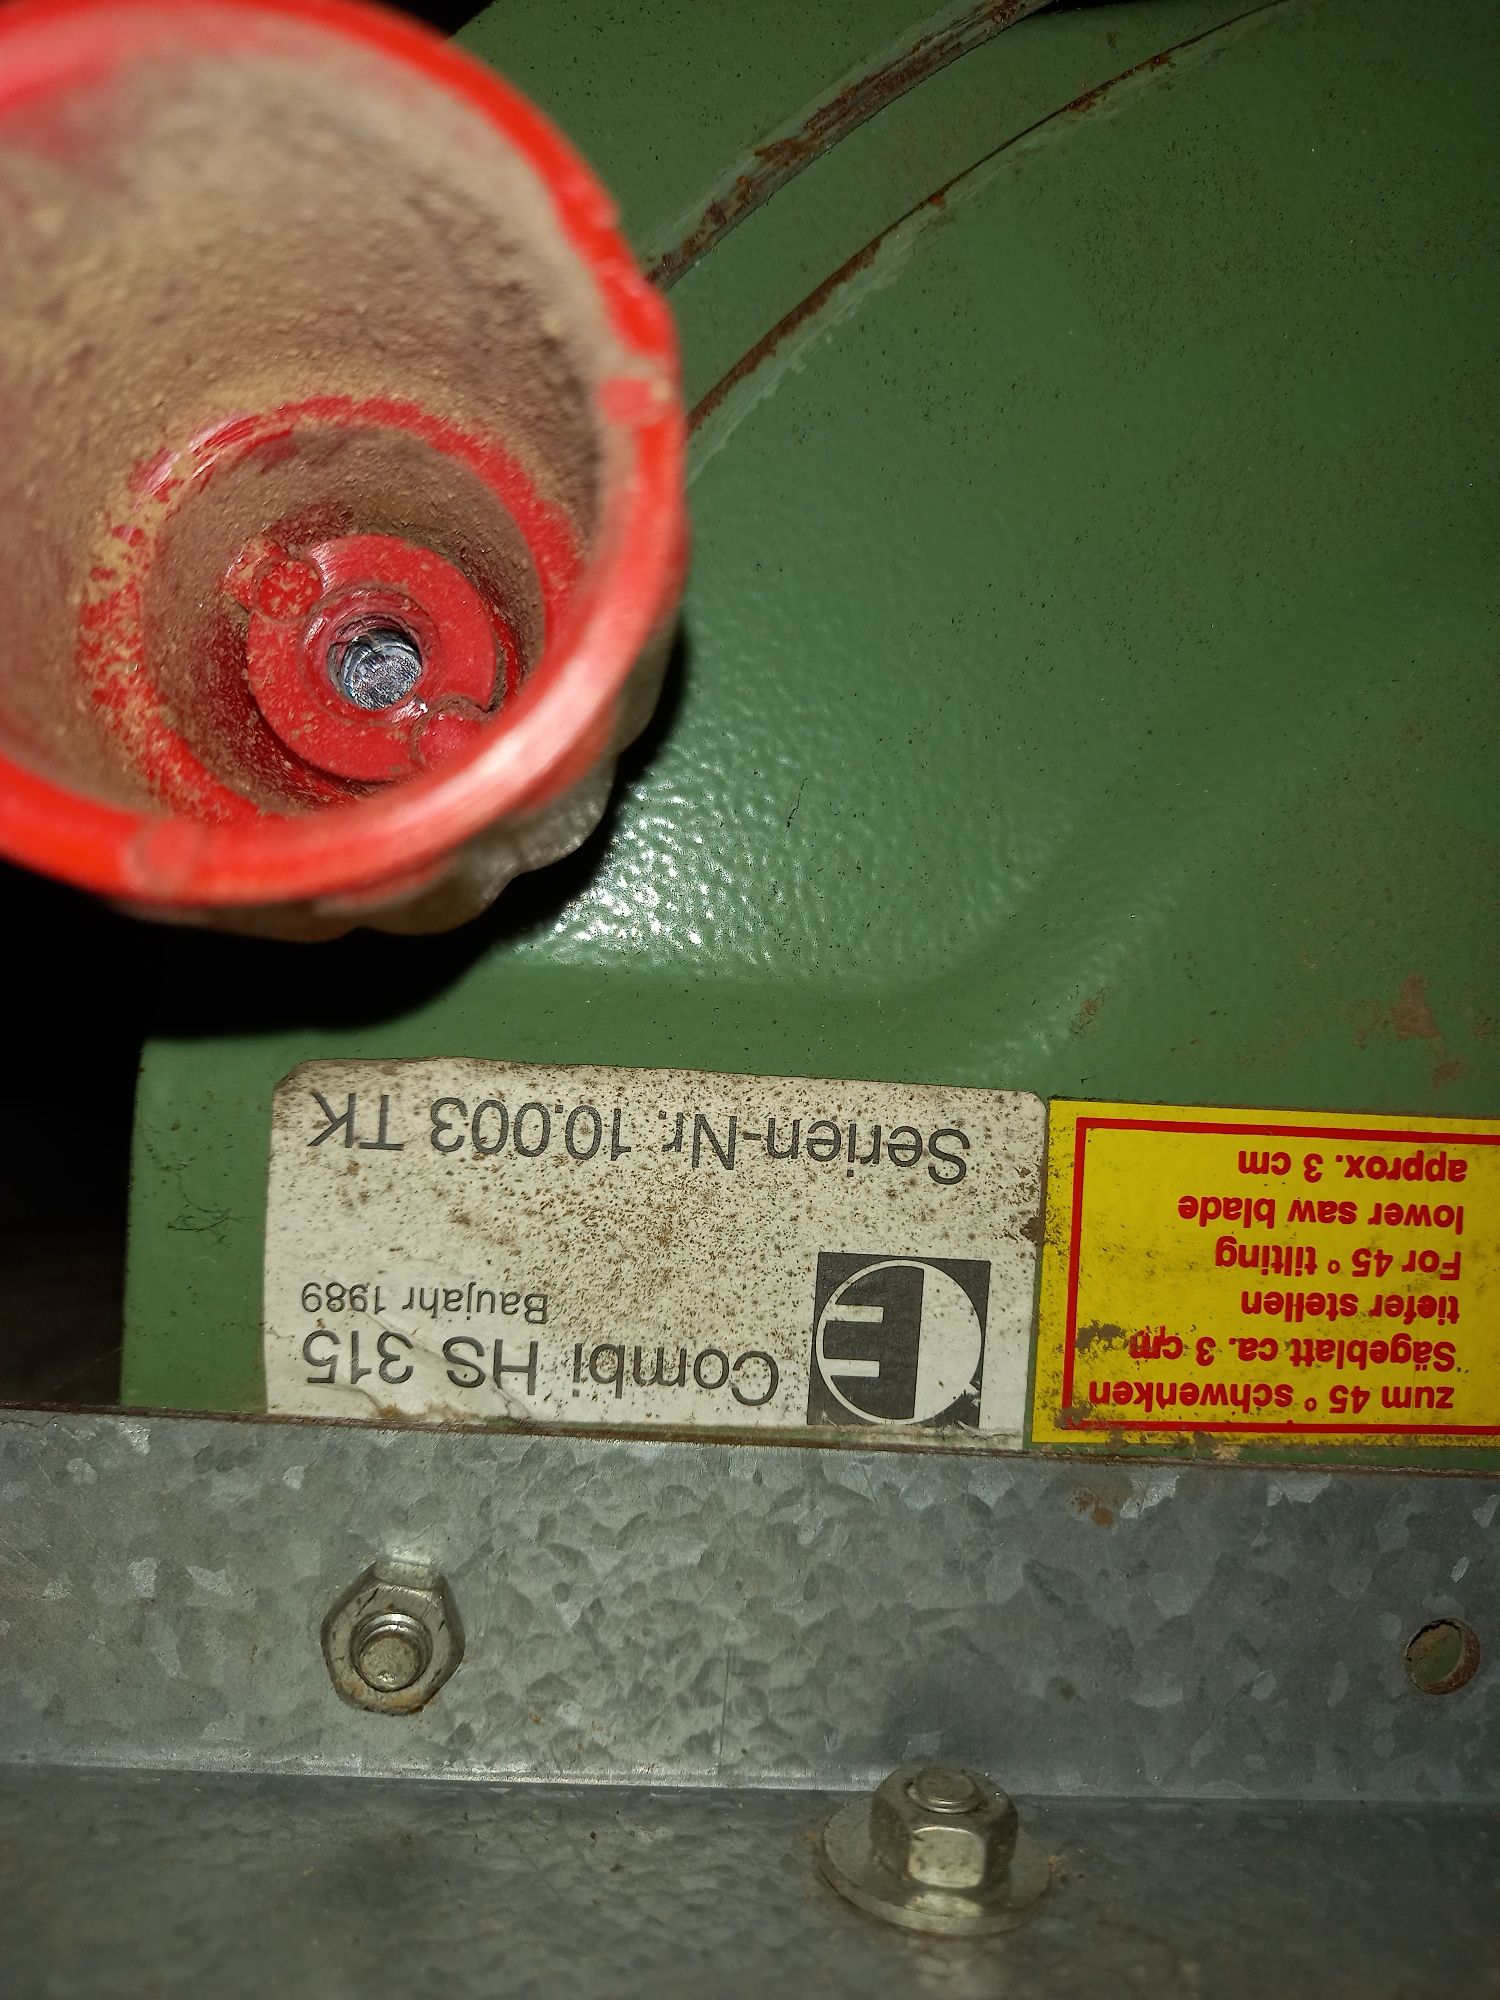 Combi HS 315
Baujahr 1989
Serien-Nr. 10.003 TK
zum 45° schwenken
Sägeblatt ca. 3 cm
tiefer stellen
For 45° tilting
lower saw blade
approx. 3 cm